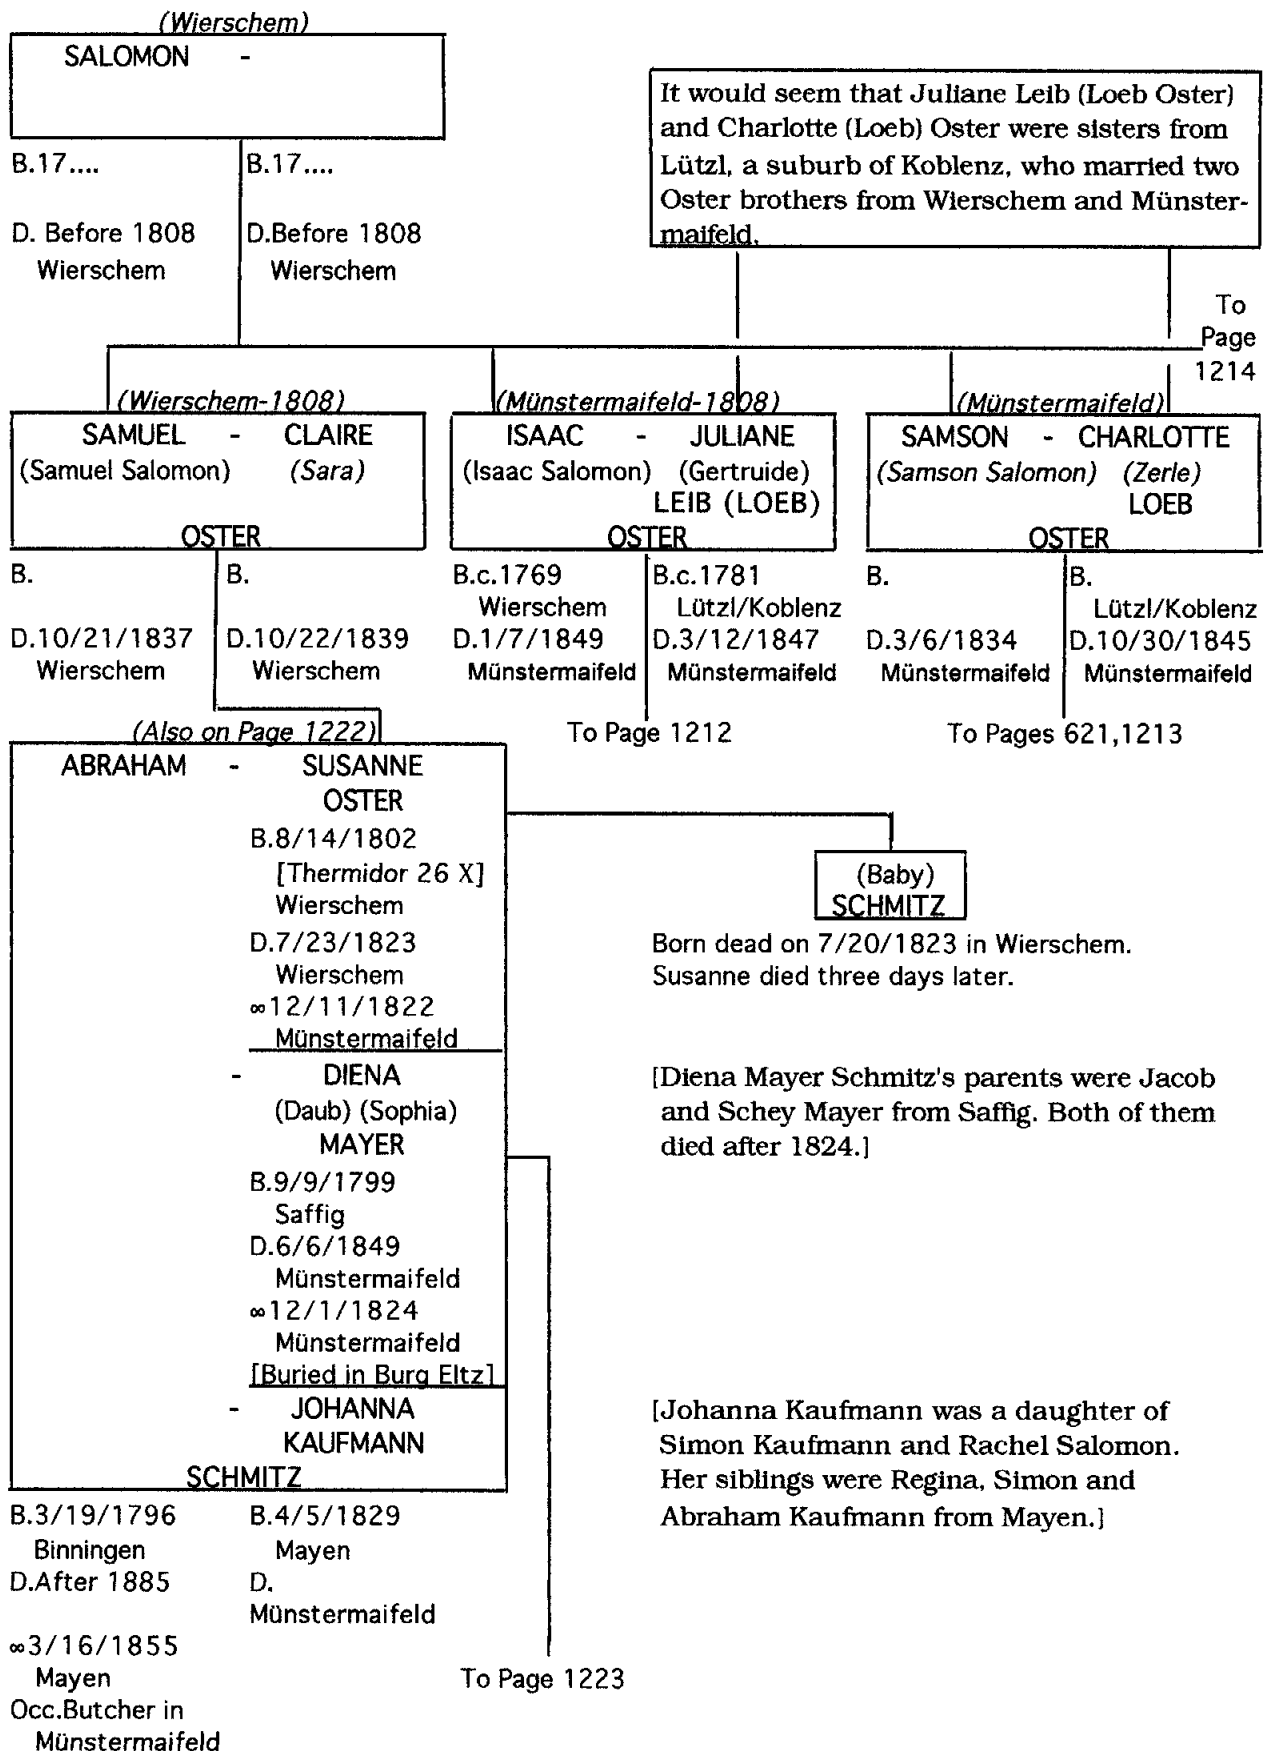 (Wierschem)
SALOMON -
It would seem that Juliane Leib (Loeb Oster)
and Charlotte (Loeb) Oster were sisters from
Lützl, a suburb of Koblenz, who married two
Oster brothers from Wierschem and Münster-
maifeld.
B.17.... B.17....
D. Before 1808 D.Before 1808
Wierschem Wierschem
To
Page
1214
(Wierschem-1808)
SAMUEL - CLAIRE
(Samuel Salomon) (Sara)
OSTER
B. B.
D.10/21/1837 D.10/22/1839
Wierschem Wierschem
(Münstermaifeld-1808)
ISAAC - JULIANE
(Isaac Salomon) (Gertruide)
LEIB (LOEB)
OSTER
B.c.1769 B.c.1781
Wierschem Lützl/Koblenz
D.1/7/1849 D.3/12/1847
Münstermaifeld Münstermaifeld
To Page 1212
(Münstermaifeld)
SAMSON - CHARLOTTE
(Samson Salomon) (Zerle)
LOEB
OSTER
B. B.
Lützl/Koblenz
D.3/6/1834 D.10/30/1845
Münstermaifeld Münstermaifeld
To Pages 621,1213
(Also on Page 1222)
ABRAHAM - SUSANNE
OSTER
B.8/14/1802
[Thermidor 26 X]
Wierschem
D.7/23/1823
Wierschem
∞12/11/1822
Münstermaifeld
(Baby)
SCHMITZ
Born dead on 7/20/1823 in Wierschem.
Susanne died three days later.
- DIENA
(Daub) (Sophia)
MAYER
B.9/9/1799
Saffig
D.6/6/1849
Münstermaifeld
∞12/1/1824
Münstermaifeld
[Buried in Burg Eltz]
[Diena Mayer Schmitz's parents were Jacob
and Schey Mayer from Saffig. Both of them
died after 1824.]
- JOHANNA
KAUFMANN
SCHMITZ
[Johanna Kaufmann was a daughter of
Simon Kaufmann and Rachel Salomon.
Her siblings were Regina, Simon and
Abraham Kaufmann from Mayen.]
B.3/19/1796 B.4/5/1829
Binningen Mayen
D.After 1885 D.
Münstermaifeld
∞3/16/1855
Mayen
Occ.Butcher in
Münstermaifeld
To Page 1223